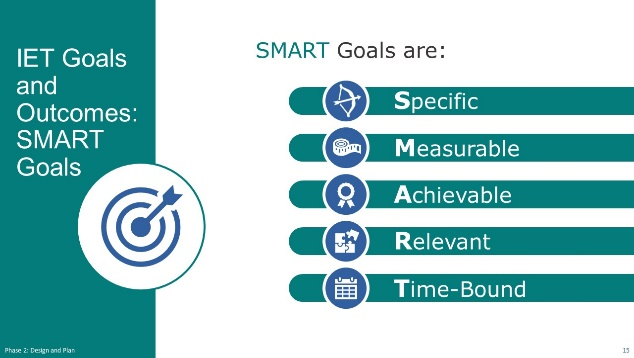 IET Goals
and
Outcomes:
SMART
Goals
SMART Goals are:
Specific
Measurable
Achievable
Relevant
Time-Bound
Phase 2: Design and Plan
15